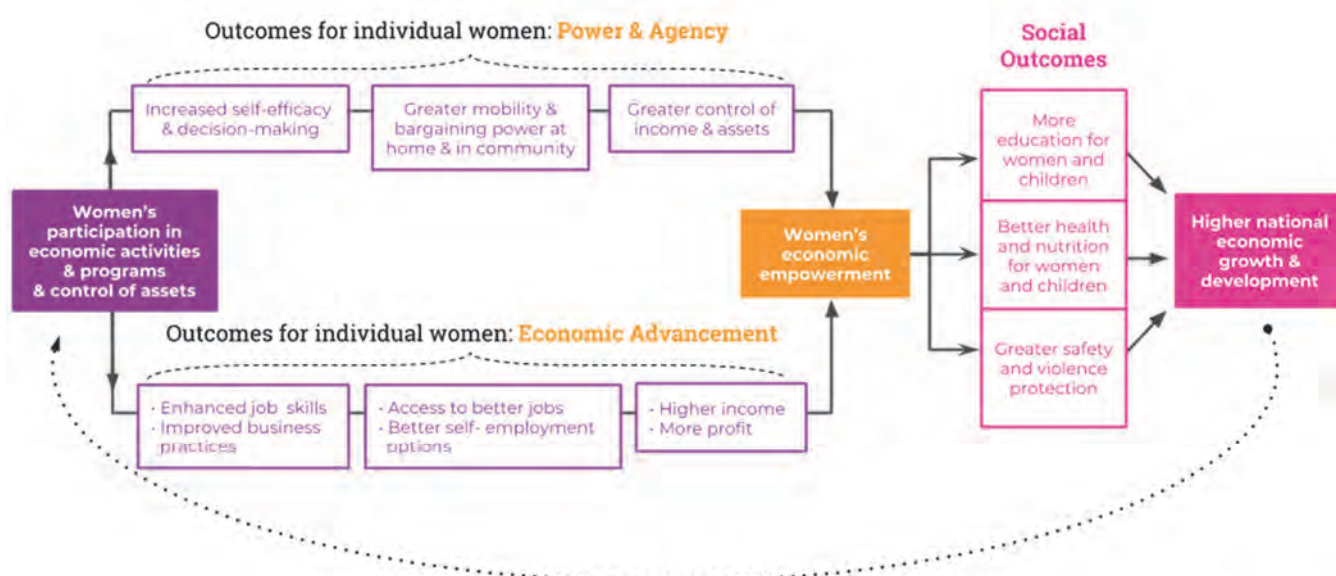 Outcomes for individual women: Power & Agency
Increased self-efficacy
& decision-making
Greater mobility &
bargaining power at
home & in community
Greater control of
income & assets
Women's
participation in
economic activities
& programs
& control of assets
Outcomes for individual women: Economic Advancement
· Enhanced job skills
· Improved business
practices
· Access to better jobs
· Better self- employment
options
· Higher income
· More profit
Women's
economic
empowerment
Social
Outcomes
More
education for
women and
children
Better health
and nutrition
for women
and children
Greater safety
and violence
protection
Higher national
economic
growth &
development